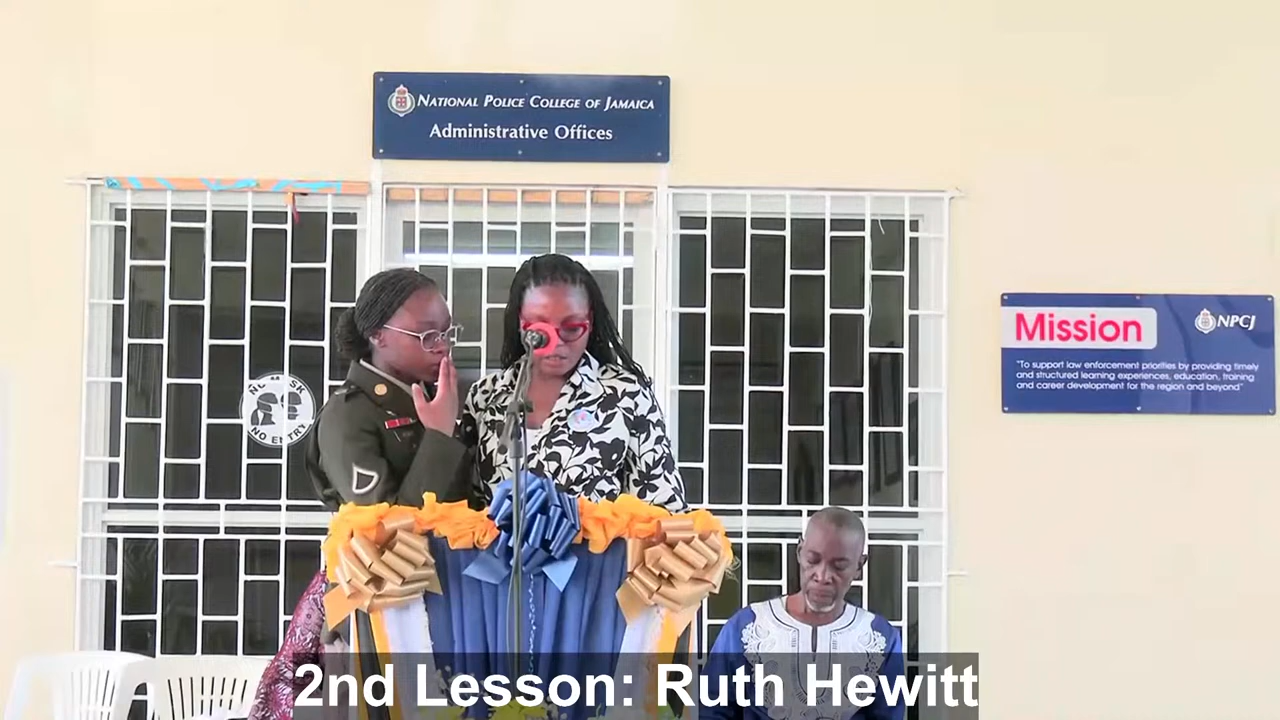 NATIONAL POLICE COLLEGE OF JAMAICA
Administrative Offices
Mission
NPCJ
"To support law enforcement priorities by providing timely
and structured learning experiences, education, training
and career development for the region and beyond"
NO ENTRY
2nd Lesson: Ruth Hewitt